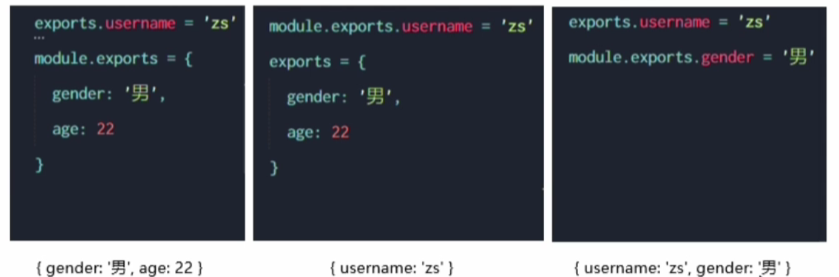 exports.username = 'zs'
module.exports = {
gender: '男',
age: 22
}
{ gender: '男', age: 22 }
module.exports.username = 'zs'
exports = {
gender: '男',
age: 22
}
{ username: 'zs' }
exports.username = 'zs'
module.exports.gender = '男'
{ username: 'zs', gender: '男' }